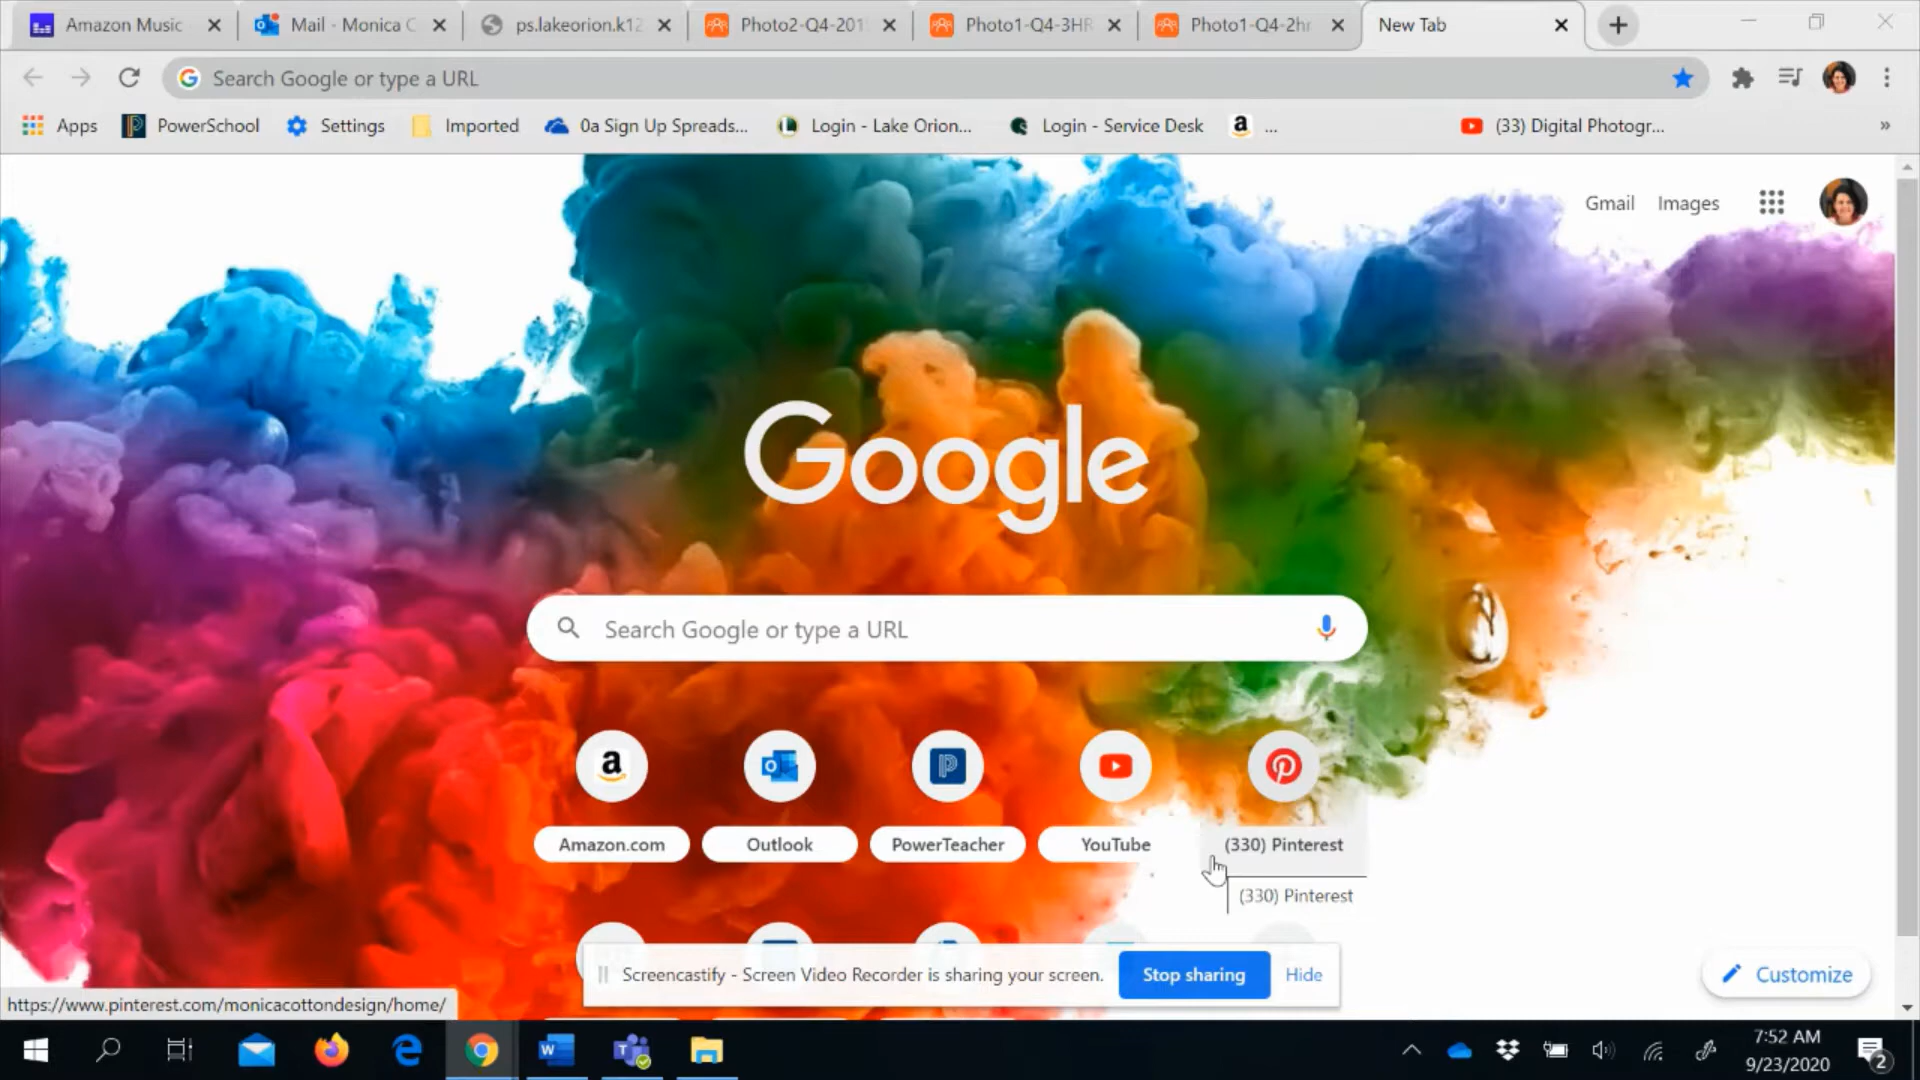 Amazon Music
Mail - Monica C
ps.lakeorion.k12
Photo2-Q4-201
Photo1-Q4-3HR
Photo1-Q4-2hr
New Tab
Search Google or type a URL
Apps
PowerSchool
Settings
Imported
0a Sign Up Spreads...
Login - Lake Orion...
Login - Service Desk
...
(33) Digital Photogr...
»
Gmail
Images
Google
Search Google or type a URL
Amazon.com
Outlook
PowerTeacher
YouTube
(330) Pinterest
(330) Pinterest
Screencastify - Screen Video Recorder is sharing your screen.
Stop sharing
Hide
Customize
https://www.pinterest.com/monicacottondesign/home/
7:52 AM
9/23/2020
2